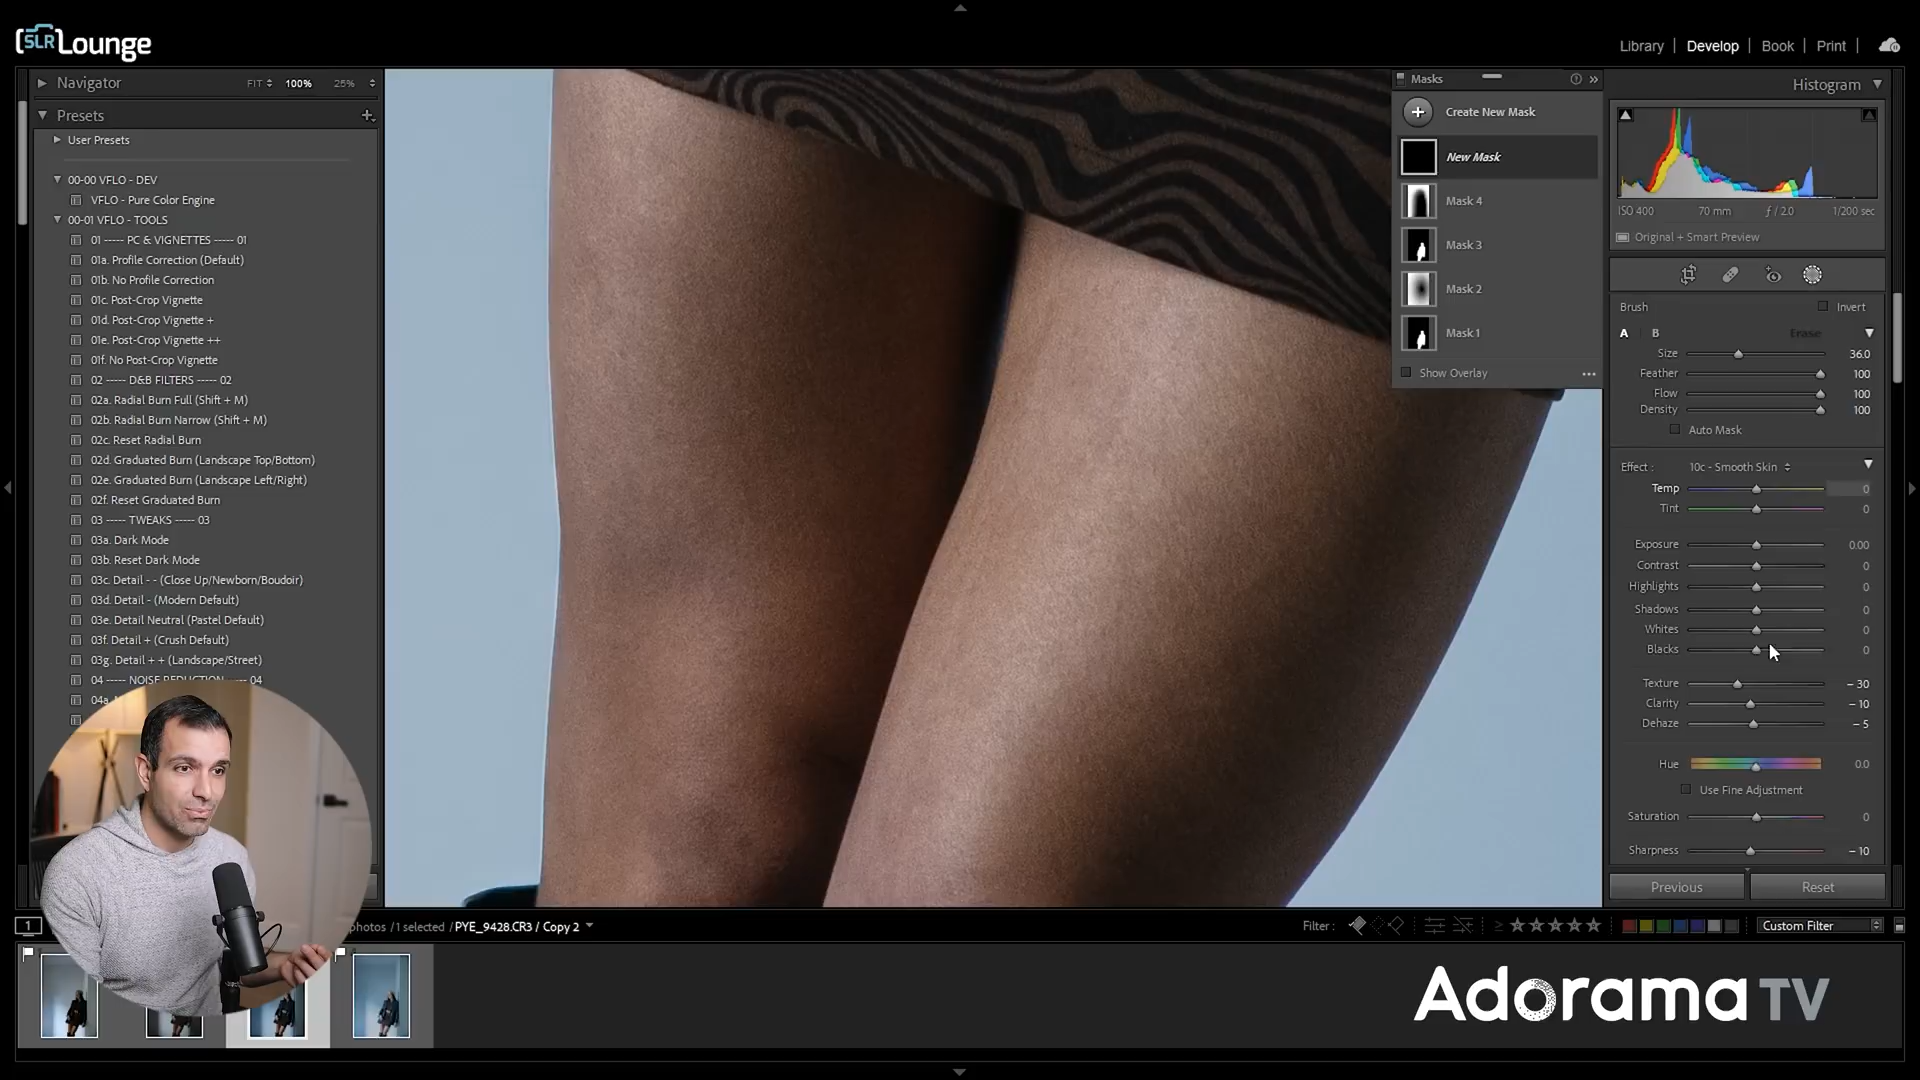 SLR Lounge
Library | Develop | Book | Print |
Navigator FIT 100% 25%
Presets
User Presets
00-00 VFLO - DEV
VFLO - Pure Color Engine
00-01 VFLO - TOOLS
01 ----- PC & VIGNETTES ----- 01
01a. Profile Correction (Default)
01b. No Profile Correction
01c. Post-Crop Vignette
01d. Post-Crop Vignette +
01e. Post-Crop Vignette ++
01f. No Post-Crop Vignette
02 ----- D&B FILTERS ----- 02
02a. Radial Burn Full (Shift + M)
02b. Radial Burn Narrow (Shift + M)
02c. Reset Radial Burn
02d. Graduated Burn (Landscape Top/Bottom)
02e. Graduated Burn (Landscape Left/Right)
02f. Reset Graduated Burn
03 ----- TWEAKS ----- 03
03a. Dark Mode
03b. Reset Dark Mode
03c. Detail - - (Close Up/Newborn/Boudoir)
03d. Detail - (Modern Default)
03e. Detail Neutral (Pastel Default)
03f. Detail + (Crush Default)
03g. Detail + + (Landscape/Street)
04 ----- NOISE REDUCTION ----- 04
04a.
Masks
Create New Mask
New Mask
Mask 4
Mask 3
Mask 2
Mask 1
Show Overlay
Histogram
ISO 400 70 mm ƒ / 2.0 1/200 sec
Original + Smart Preview
Brush Invert
A B Erase
Size 36.0
Feather 100
Flow 100
Density 100
Auto Mask
Effect : 10c - Smooth Skin
Temp 0
Tint 0
Exposure 0.00
Contrast 0
Highlights 0
Shadows 0
Whites 0
Blacks 0
Texture – 30
Clarity – 10
Dehaze – 5
Hue 0.0
Use Fine Adjustment
Saturation 0
Sharpness – 10
Previous Reset
1 photos / 1 selected / PYE_9428.CR3 / Copy 2
Filter : ≥ Custom Filter
Adorama TV